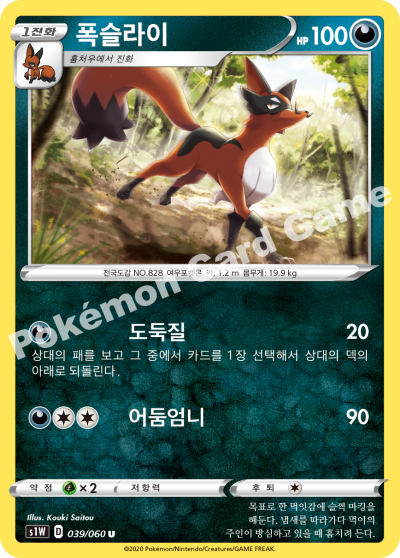 1진화
폭슬라이
HP 100
훔처우에서 진화
전국도감 NO.828 여우포켓몬 키: 1.2 m 몸무게: 19.9 kg
Pokémon Card Game
도둑질 20
상대의 패를 보고 그 중에서 카드를 1장 선택해서 상대의 덱의
아래로 되돌린다.
어둠엄니 90
약점 ×2 저항력 후퇴
Illus. Kouki Saitou
s1W D 039/060 U
목표로 한 먹잇감에 슬쩍 마킹을
해둔다. 냄새를 따라가다 먹이의
주인이 방심하고 있을 때 훔치러 든다.
©2020 Pokémon/Nintendo/Creatures/GAME FREAK.